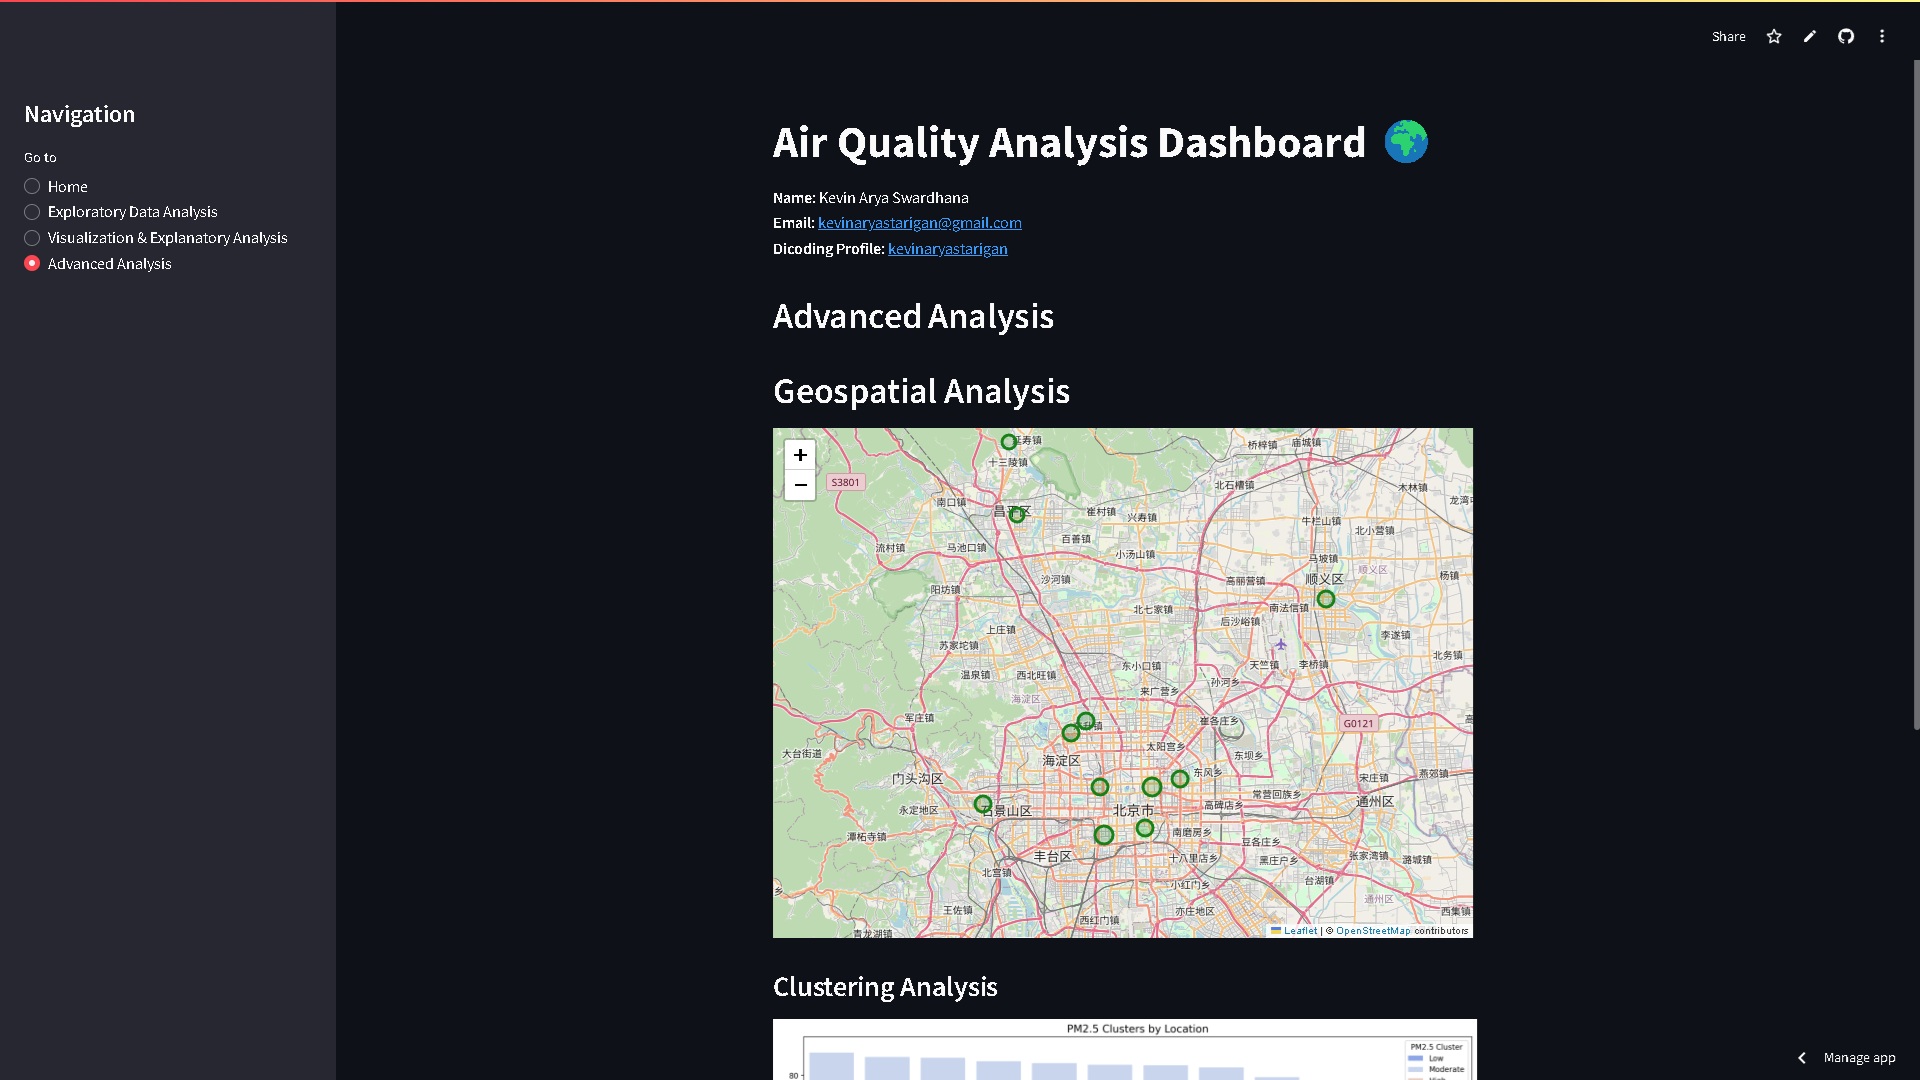 Share
Navigation
Go to
Home
Exploratory Data Analysis
Visualization & Explanatory Analysis
Advanced Analysis
Air Quality Analysis Dashboard
Name: Kevin Arya Swardhana
Email: kevinaryastarigan@gmail.com
Dicoding Profile: kevinaryastarigan
Advanced Analysis
Geospatial Analysis
+
−
延寿镇
桥梓镇
庙城镇
十三陵镇
S3801
北石槽镇
木林镇
南口镇
昌平区
崔村镇
兴寿镇
牛栏山镇
北小营镇
百善镇
流村镇
马池口镇
小汤山镇
马坡镇
顺义区
杨镇
沙河镇
高丽营镇
顺义区
阳坊镇
北七家镇
南法信镇
后沙峪镇
上庄镇
李遂镇
苏家坨镇
北务镇
东小口镇
天竺镇
李桥镇
温泉镇
西北旺镇
孙河乡
来广营乡
海淀区
军庄镇
崔各庄乡
G0121
大台街道
太阳宫乡
东坝乡
海淀区
门头沟区
东风乡
宋庄镇
燕郊镇
常营回族乡
通州区
永定地区
石景山区
北京市
高碑店乡
潭柘寺镇
南磨房乡
豆各庄乡
丰台区
十八里店乡
黑庄户乡
张家湾镇
潞城镇
北宫镇
小红门乡
台湖镇
通州区
王佐镇
西红门镇
亦庄地区
西集镇
青龙湖镇
Leaflet | © OpenStreetMap contributors
Clustering Analysis
PM2.5 Clusters by Location
PM2.5 Cluster
Low
Moderate
80
Manage app